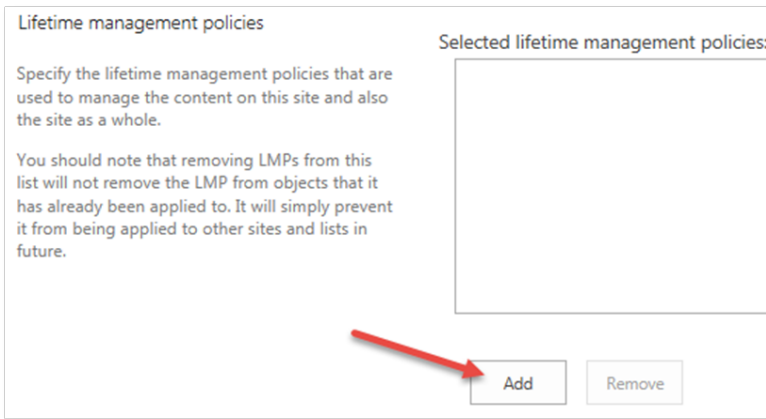 Lifetime management policies
Specify the lifetime management policies that are
used to manage the content on this site and also
the site as a whole.
You should note that removing LMPs from this
list will not remove the LMP from objects that it
has already been applied to. It will simply prevent
it from being applied to other sites and lists in
future.
Selected lifetime management policies:
Add
Remove